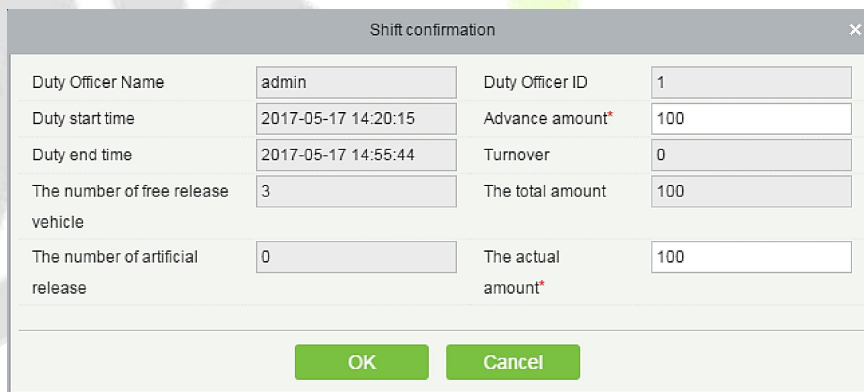 Shift confirmation ×
Duty Officer Name admin Duty Officer ID 1
Duty start time 2017-05-17 14:20:15 Advance amount* 100
Duty end time 2017-05-17 14:55:44 Turnover 0
The number of free release 3 The total amount 100
vehicle
The number of artificial 0 The actual 100
release amount*
OK Cancel